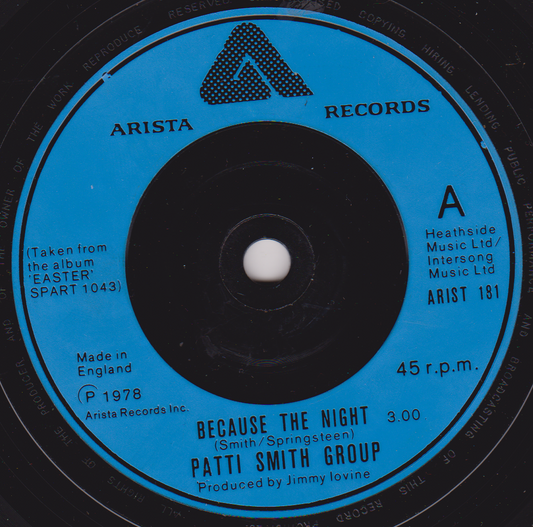 ARISTA RECORDS
A
Heathside
Music Ltd/
Intersong
Music Ltd
ARIST 191
(Taken from
the album
'EASTER'
SPART 1043)
Made in
England
℗ 1978
Arista Records Inc.
45 r.p.m.
BECAUSE THE NIGHT 3.00
(Smith/Springsteen)
PATTI SMITH GROUP
Produced by Jimmy Iovine
OF THE PRODUCER AND OF THE OWNER OF THE WORK REPRODUCED RESERVED COPYING HIRING LENDING PUBLIC PERFORMANCE AND BROADCASTING OF THIS RECORD